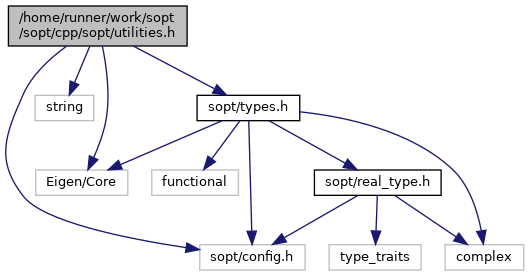 /home/runner/work/sopt
/sopt/cpp/sopt/utilities.h
string
sopt/types.h
Eigen/Core
functional
sopt/real_type.h
sopt/config.h
type_traits
complex